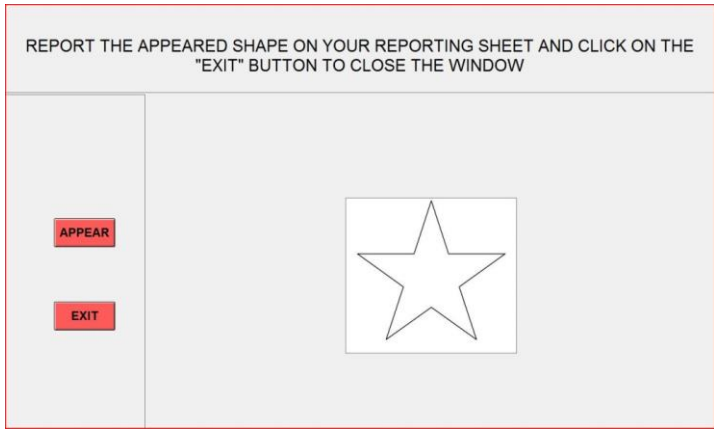 REPORT THE APPEARED SHAPE ON YOUR REPORTING SHEET AND CLICK ON THE
"EXIT" BUTTON TO CLOSE THE WINDOW
APPEAR
EXIT